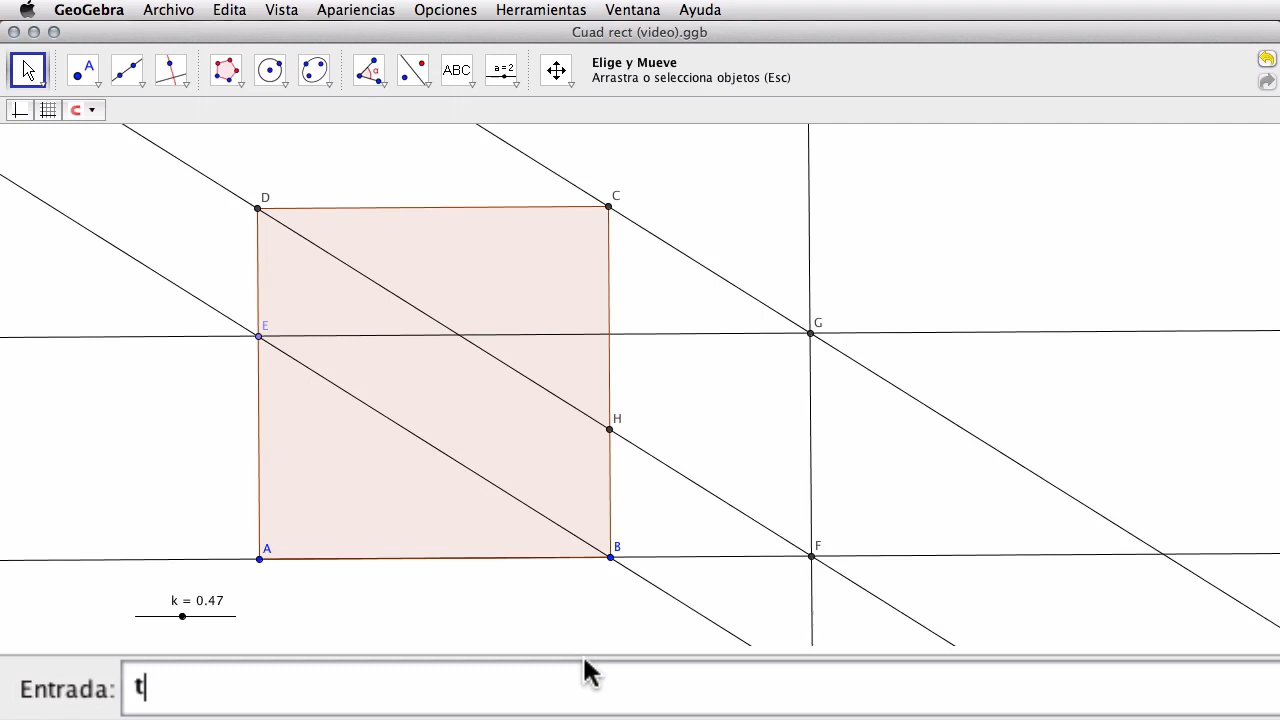 GeoGebra Archivo Edita Vista Apariencias Opciones Herramientas Ventana Ayuda
Cuad rect (video).ggb
A ABC a=2 Elige y Mueve
α Arrastra o selecciona objetos (Esc)
D C
E G
H
A B F
k = 0.47
Entrada: t